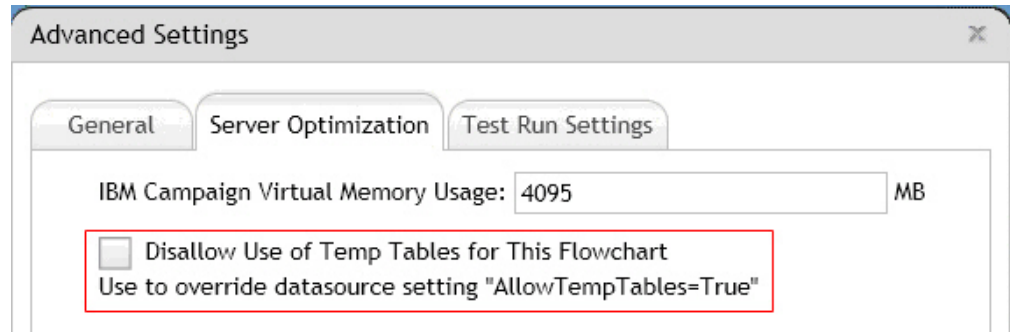 Advanced Settings
General Server Optimization Test Run Settings
IBM Campaign Virtual Memory Usage: 4095 MB
Disallow Use of Temp Tables for This Flowchart
Use to override datasource setting "AllowTempTables=True"